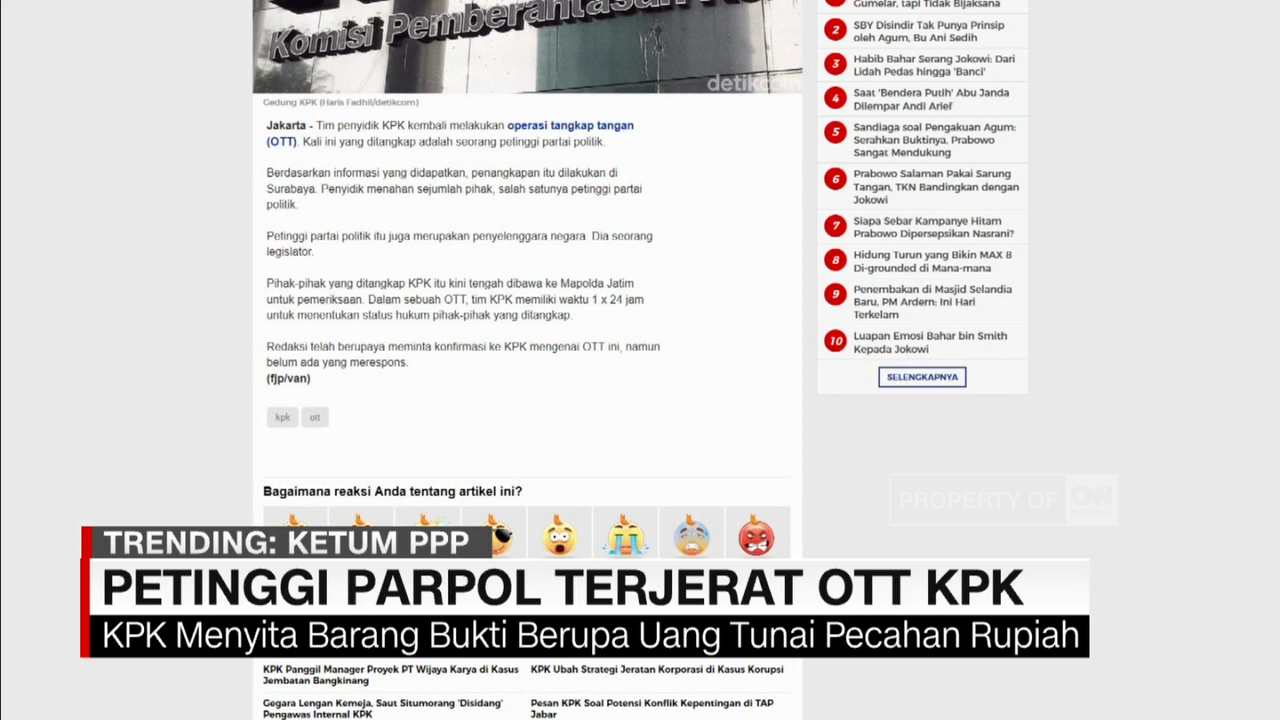 Komisi Pemberantasan
detikcom
Gedung KPK (Haris Fadhil/detikcom)
Jakarta - Tim penyidik KPK kembali melakukan operasi tangkap tangan
(OTT). Kali ini yang ditangkap adalah seorang petinggi partai politik.
Berdasarkan informasi yang didapatkan, penangkapan itu dilakukan di
Surabaya. Penyidik menahan sejumlah pihak, salah satunya petinggi partai
politik.
Petinggi partai politik itu juga merupakan penyelenggara negara. Dia seorang
legislator.
Pihak-pihak yang ditangkap KPK itu kini tengah dibawa ke Mapolda Jatim
untuk pemeriksaan. Dalam sebuah OTT, tim KPK memiliki waktu 1 x 24 jam
untuk menentukan status hukum pihak-pihak yang ditangkap.
Redaksi telah berupaya meminta konfirmasi ke KPK mengenai OTT ini, namun
belum ada yang merespons.
(fjp/van)
kpk ott
Bagaimana reaksi Anda tentang artikel ini?
Gumelar, tapi Tidak Bijaksana
2 SBY Disindir Tak Punya Prinsip
oleh Agum, Bu Ani Sedih
3 Habib Bahar Serang Jokowi: Dari
Lidah Pedas hingga 'Banci'
4 Saat 'Bendera Putih' Abu Janda
Dilempar Andi Arief
5 Sandiaga soal Pengakuan Agum:
Serahkan Buktinya, Prabowo
Sangat Mendukung
6 Prabowo Salaman Pakai Sarung
Tangan, TKN Bandingkan dengan
Jokowi
7 Siapa Sebar Kampanye Hitam
Prabowo Dipersepsikan Nasrani?
8 Hidung Turun yang Bikin MAX 8
Di-grounded di Mana-mana
9 Penembakan di Masjid Selandia
Baru, PM Ardern: Ini Hari
Terkelam
10 Luapan Emosi Bahar bin Smith
Kepada Jokowi
SELENGKAPNYA
PROPERTY OF CNN
TRENDING: KETUM PPP
PETINGGI PARPOL TERJERAT OTT KPK
KPK Menyita Barang Bukti Berupa Uang Tunai Pecahan Rupiah
KPK Panggil Manager Proyek PT Wijaya Karya di Kasus
Jembatan Bangkinang
KPK Ubah Strategi Jeratan Korporasi di Kasus Korupsi
Gegara Lengan Kemeja, Saut Situmorang 'Disidang'
Pengawas Internal KPK
Pesan KPK Soal Potensi Konflik Kepentingan di TAP
Jabar